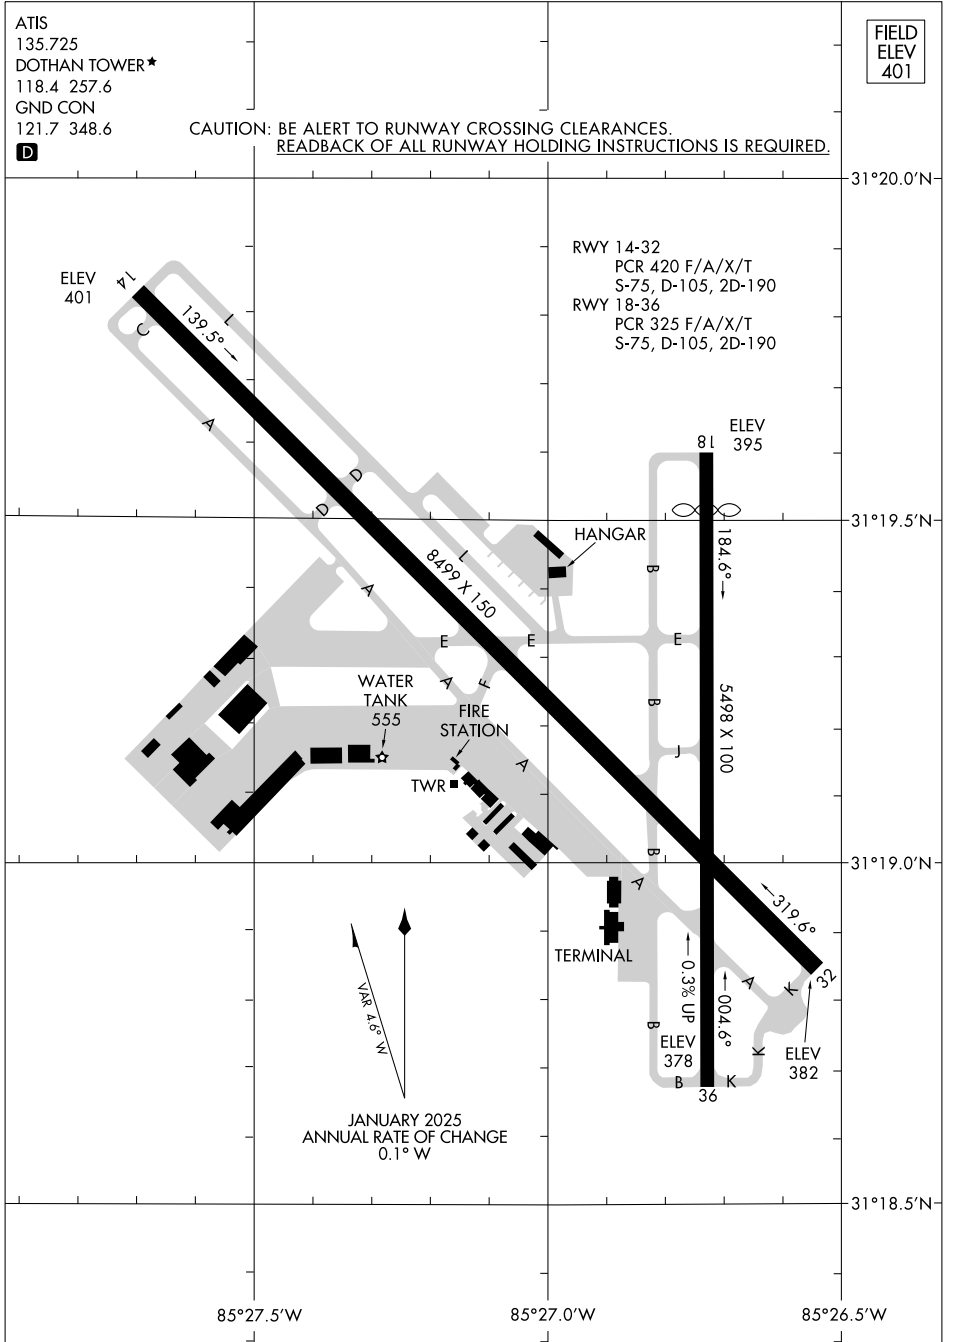 ATIS
135.725
DOTHAN TOWER★
118.4 257.6
GND CON
121.7 348.6
D
FIELD
ELEV
401
CAUTION: BE ALERT TO RUNWAY CROSSING CLEARANCES.
READBACK OF ALL RUNWAY HOLDING INSTRUCTIONS IS REQUIRED.
31°20.0'N
RWY 14-32
PCR 420 F/A/X/T
S-75, D-105, 2D-190
RWY 18-36
PCR 325 F/A/X/T
S-75, D-105, 2D-190
ELEV
401
14
C
139.5°
L
A
D
D
ELEV
395
18
31°19.5'N
184.6°
HANGAR
L
8499 X 150
A
B
E
E
E
A
F
B
5498 X 100
J
WATER
TANK
555
FIRE
STATION
A
TWR
B
31°19.0'N
A
319.6°
TERMINAL
0.3% UP
004.6°
A
K
32
B
K
ELEV
378
ELEV
382
B
K
36
VAR 4.6° W
JANUARY 2025
ANNUAL RATE OF CHANGE
0.1° W
31°18.5'N
85°27.5'W
85°27.0'W
85°26.5'W